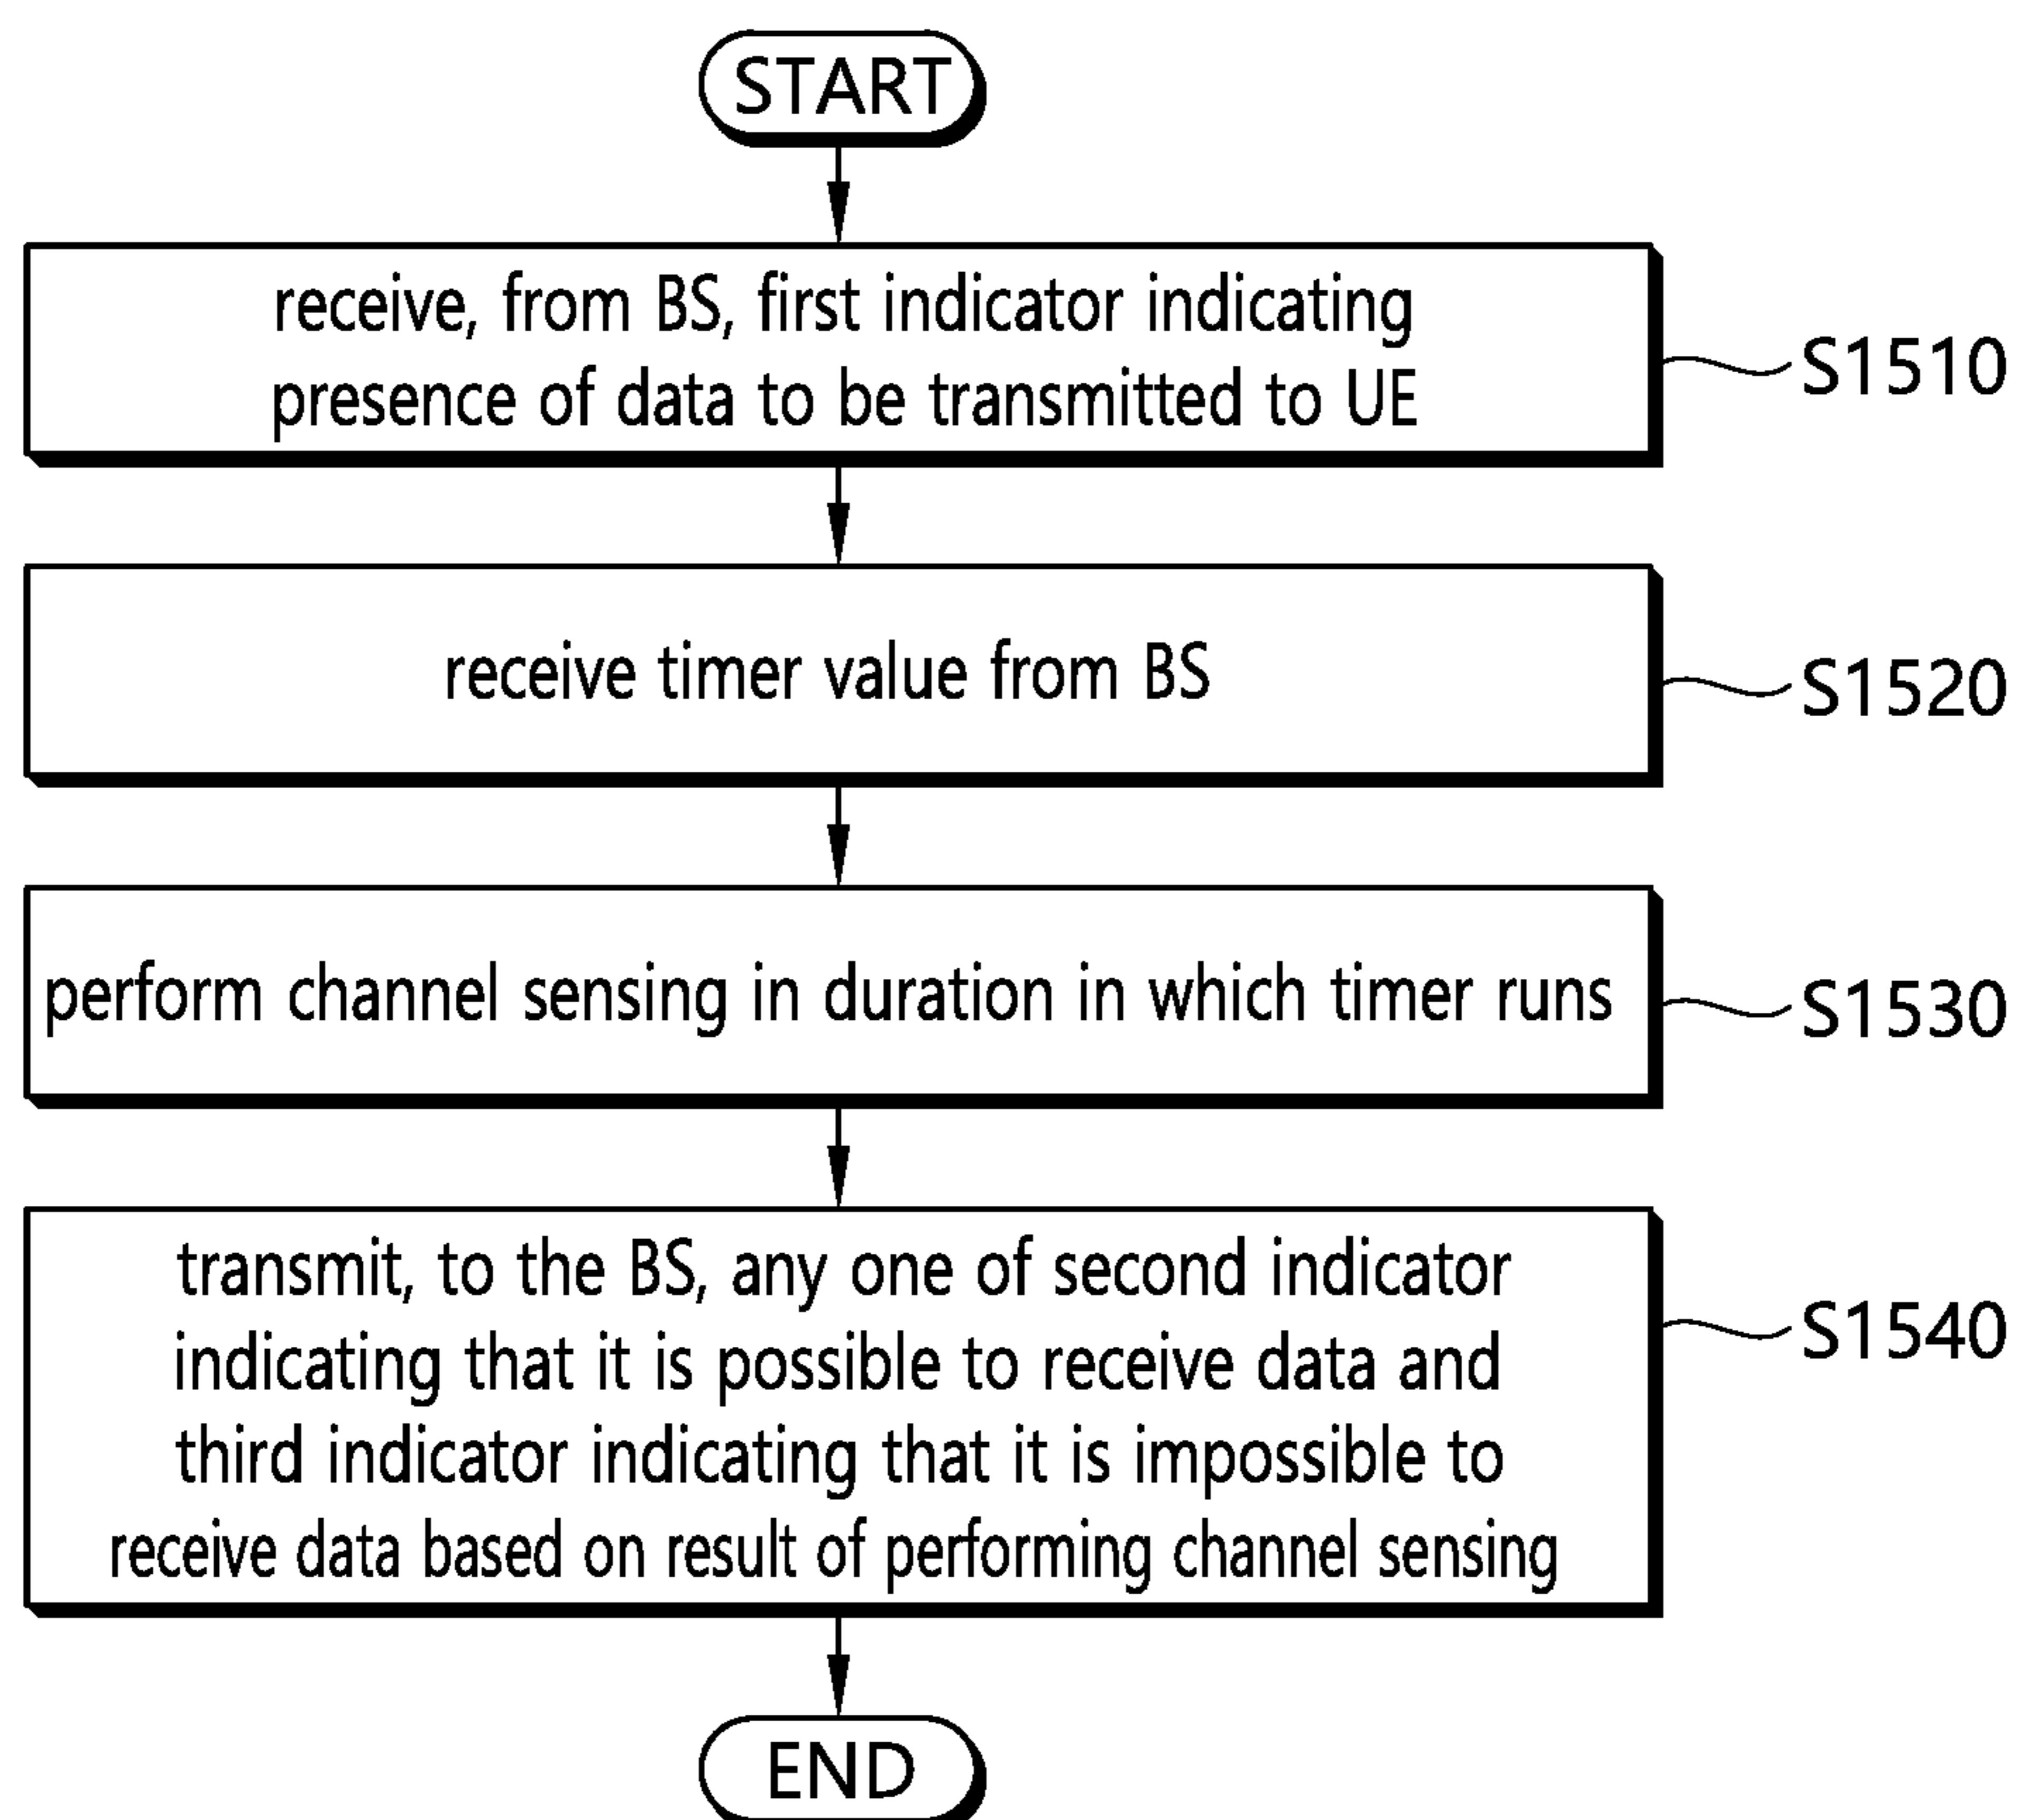 START
receive, from BS, first indicator indicating
presence of data to be transmitted to UE
S1510
receive timer value from BS
S1520
perform channel sensing in duration in which timer runs
S1530
transmit, to the BS, any one of second indicator
indicating that it is possible to receive data and
third indicator indicating that it is impossible to
receive data based on result of performing channel sensing
S1540
END